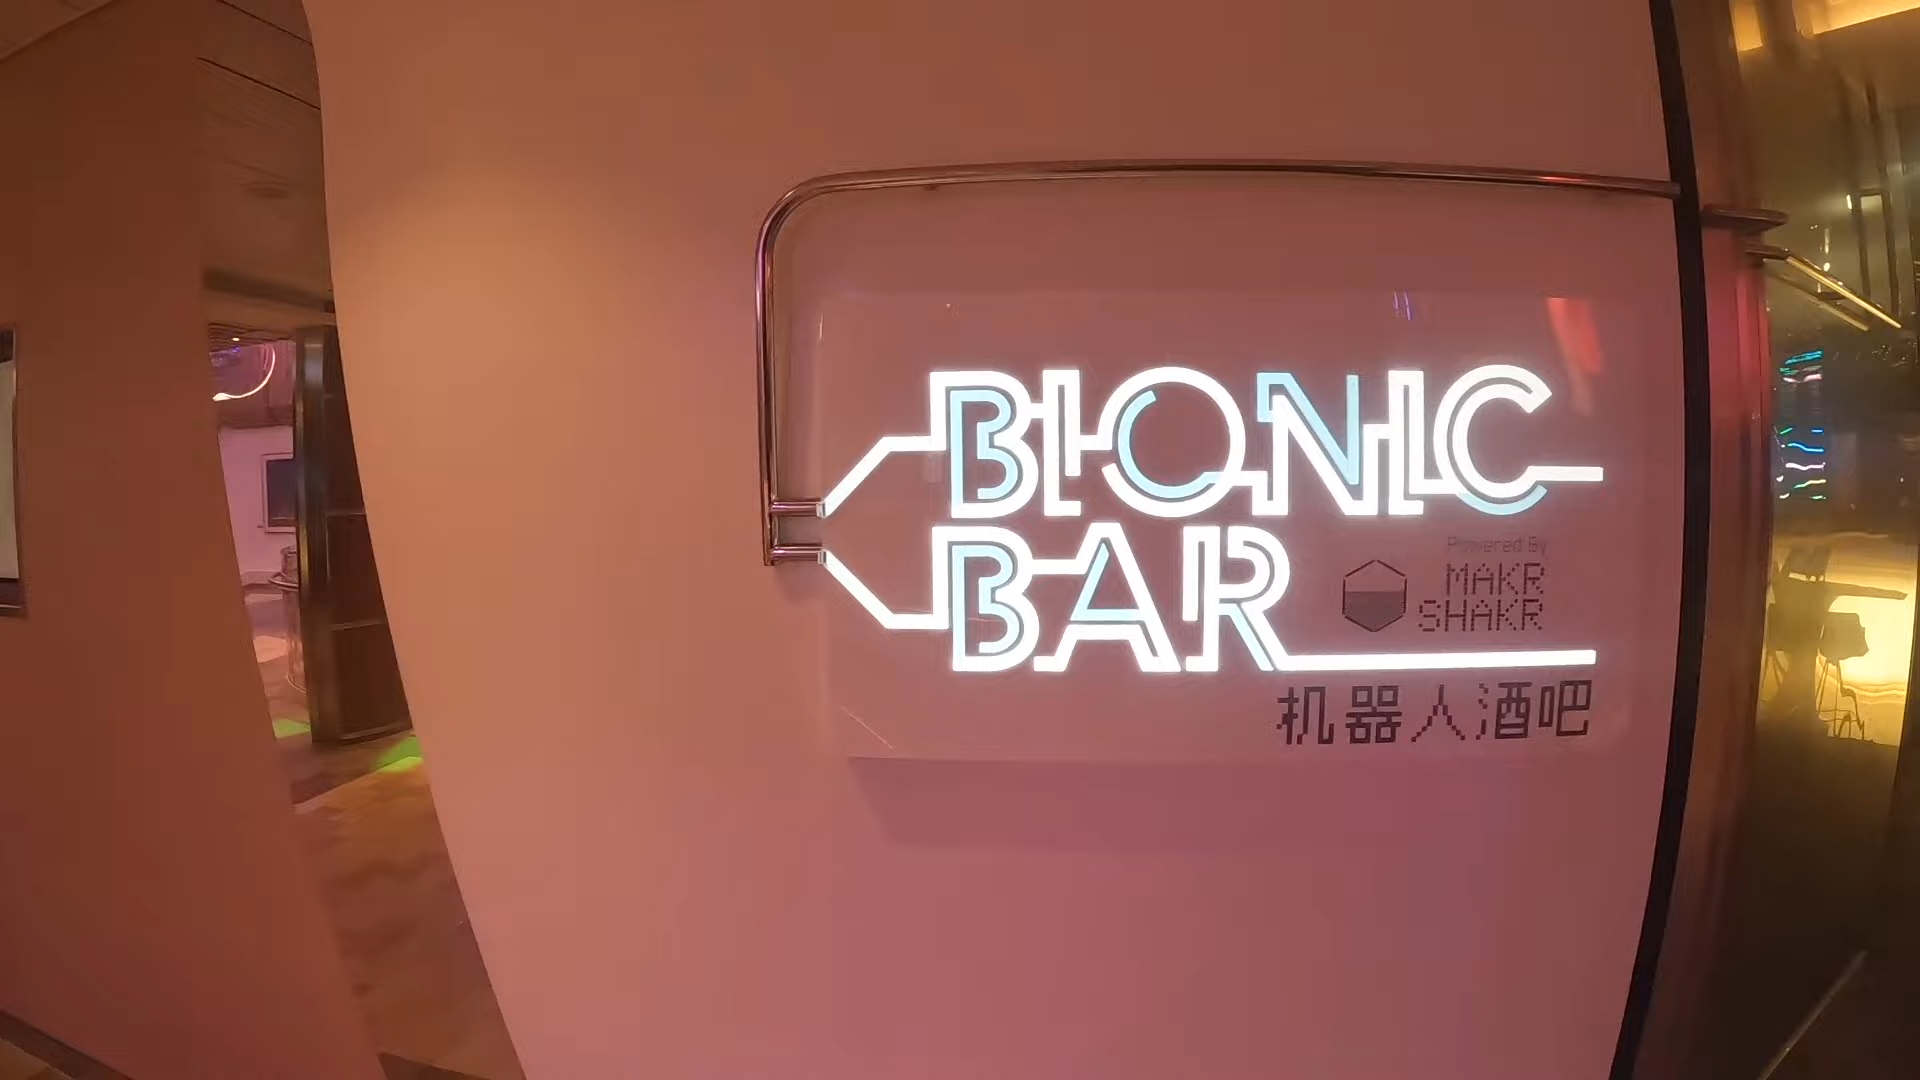 BIONIC
BAR
Powered By
MAKR
SHAKR
机器人酒吧